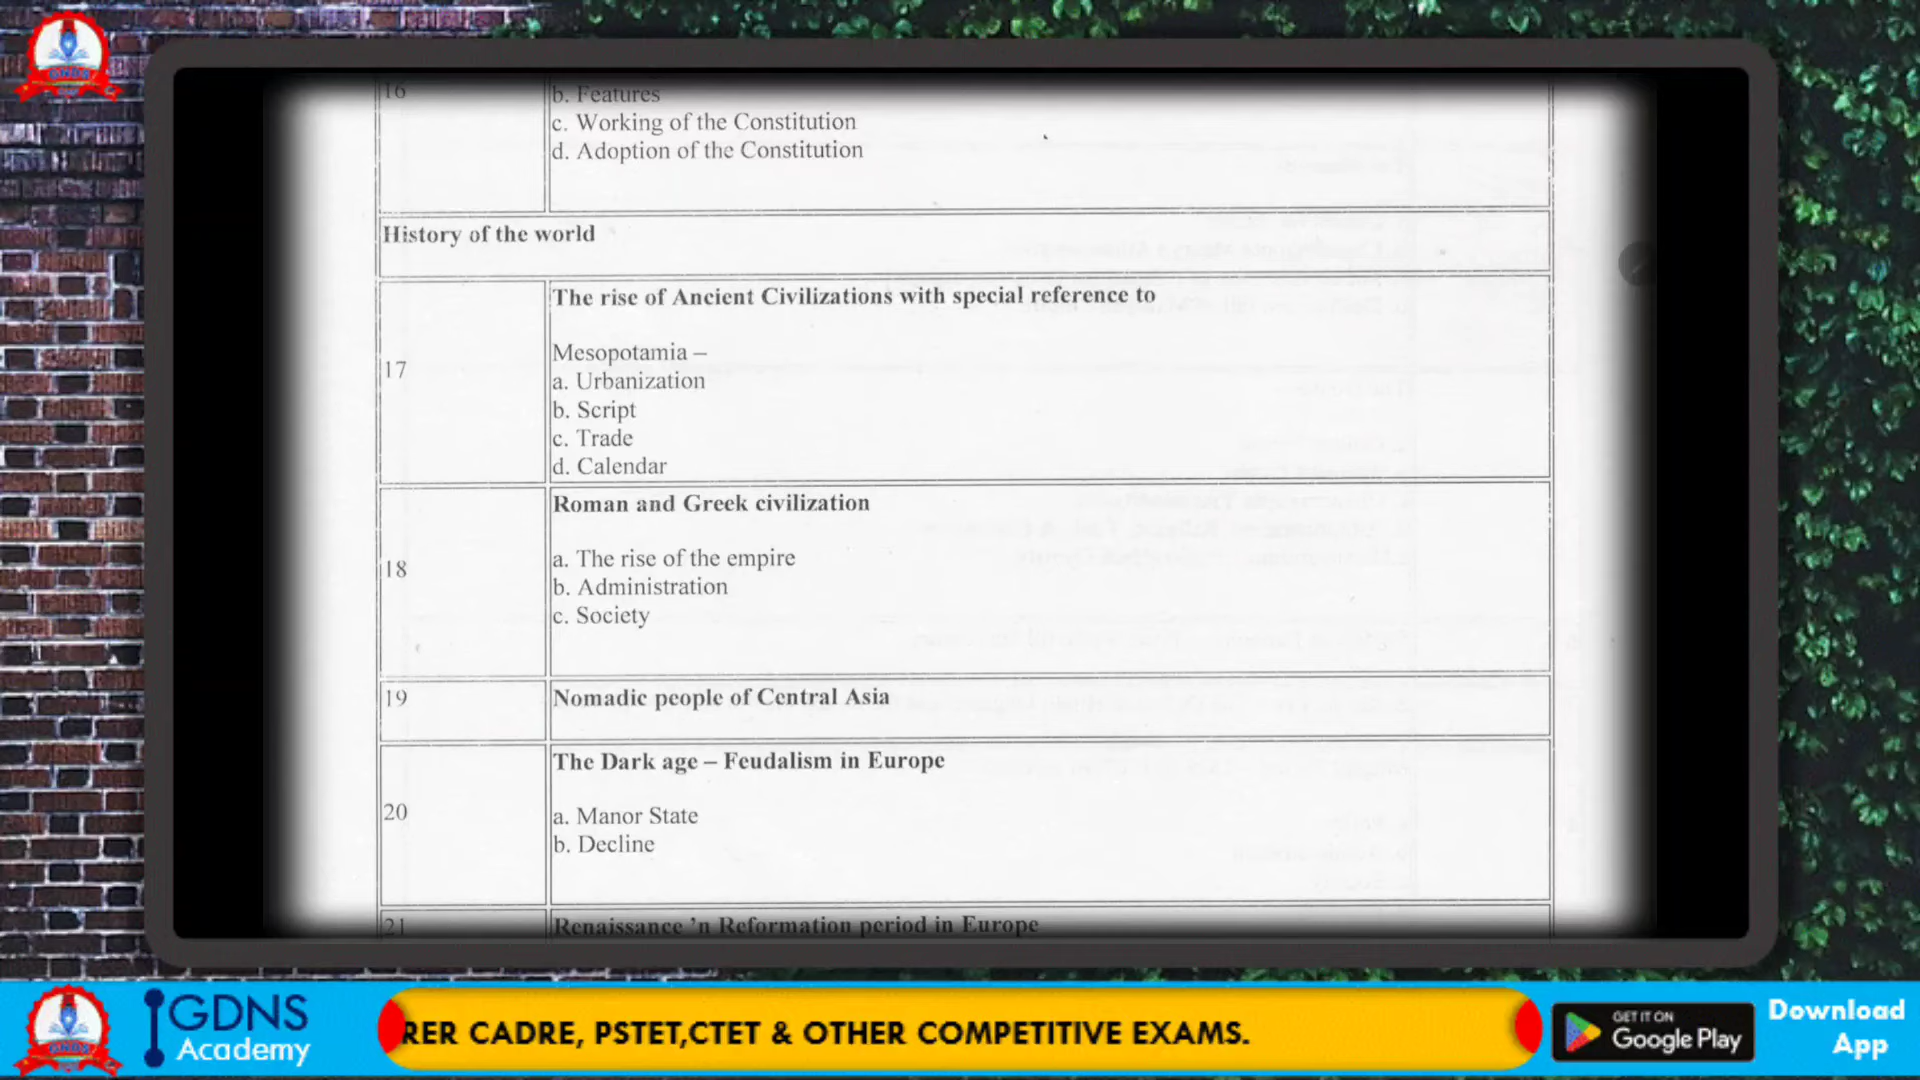 16
b. Features
c. Working of the Constitution
d. Adoption of the Constitution
History of the world
17
The rise of Ancient Civilizations with special reference to
Mesopotamia –
a. Urbanization
b. Script
c. Trade
d. Calendar
18
Roman and Greek civilization
a. The rise of the empire
b. Administration
c. Society
19
Nomadic people of Central Asia
20
The Dark age – Feudalism in Europe
a. Manor State
b. Decline
21
Renaissance 'n Reformation period in Europe
GDNS
Academy
RER CADRE, PSTET,CTET & OTHER COMPETITIVE EXAMS.
GET IT ON
Google Play
Download
App